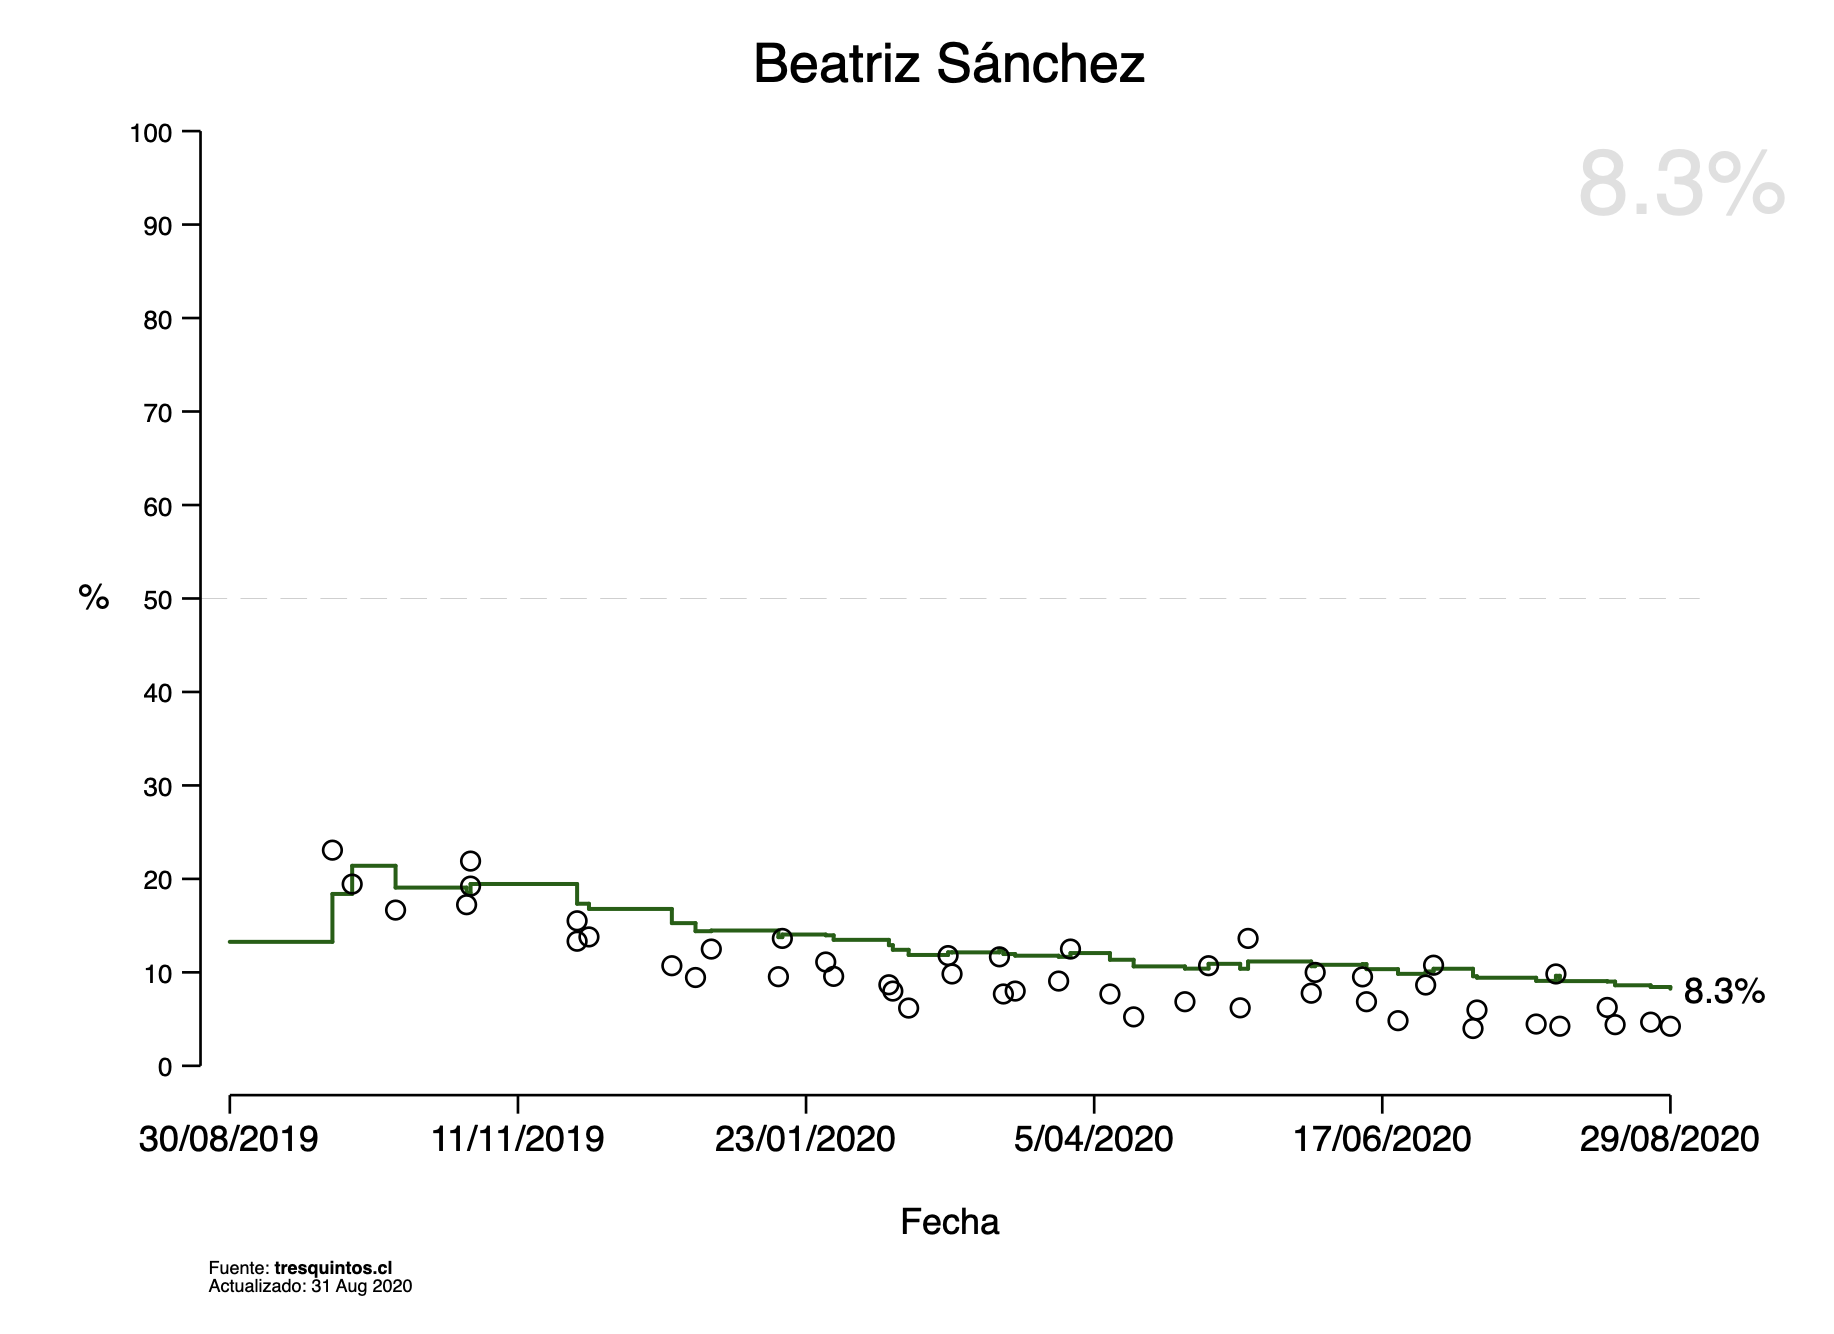 Beatriz Sánchez
8.3%
100
90
80
70
60
% 50
40
30
20
10
0
8.3%
30/08/2019 11/11/2019 23/01/2020 5/04/2020 17/06/2020 29/08/2020
Fecha
Fuente: tresquintos.cl
Actualizado: 31 Aug 2020